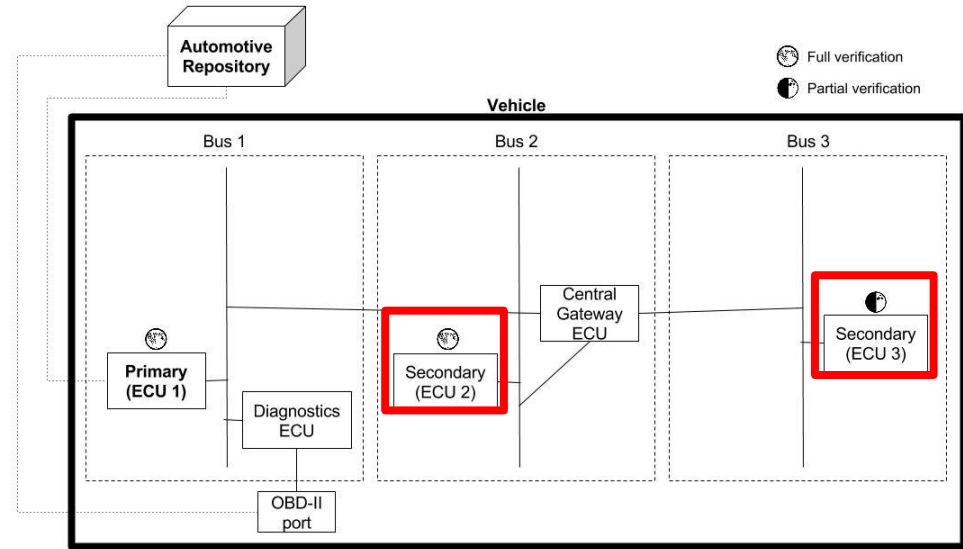 Automotive
Repository
Full verification
Partial verification
Vehicle
Bus 1
Bus 2
Bus 3
Central
Gateway
ECU
Primary
(ECU 1)
Diagnostics
ECU
OBD-II
port
Secondary
(ECU 2)
Secondary
(ECU 3)